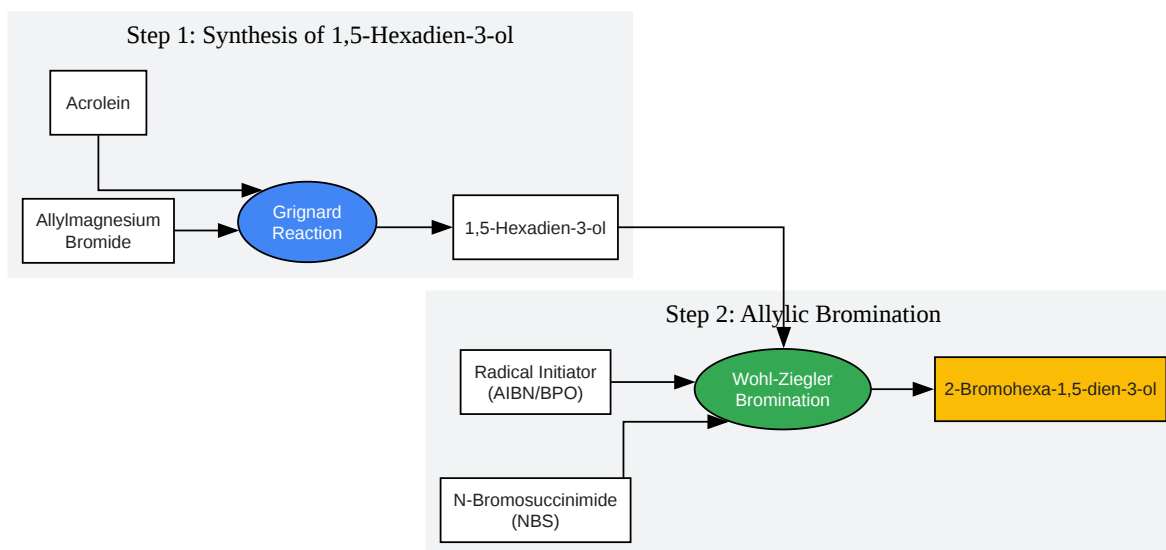 Step 1: Synthesis of 1,5-Hexadien-3-ol
Acrolein
Allylmagnesium
Bromide
Grignard
Reaction
1,5-Hexadien-3-ol
Step 2: Allylic Bromination
Radical Initiator
(AIBN/BPO)
Wohl-Ziegler
Bromination
2-Bromohexa-1,5-dien-3-ol
N-Bromosuccinimide
(NBS)